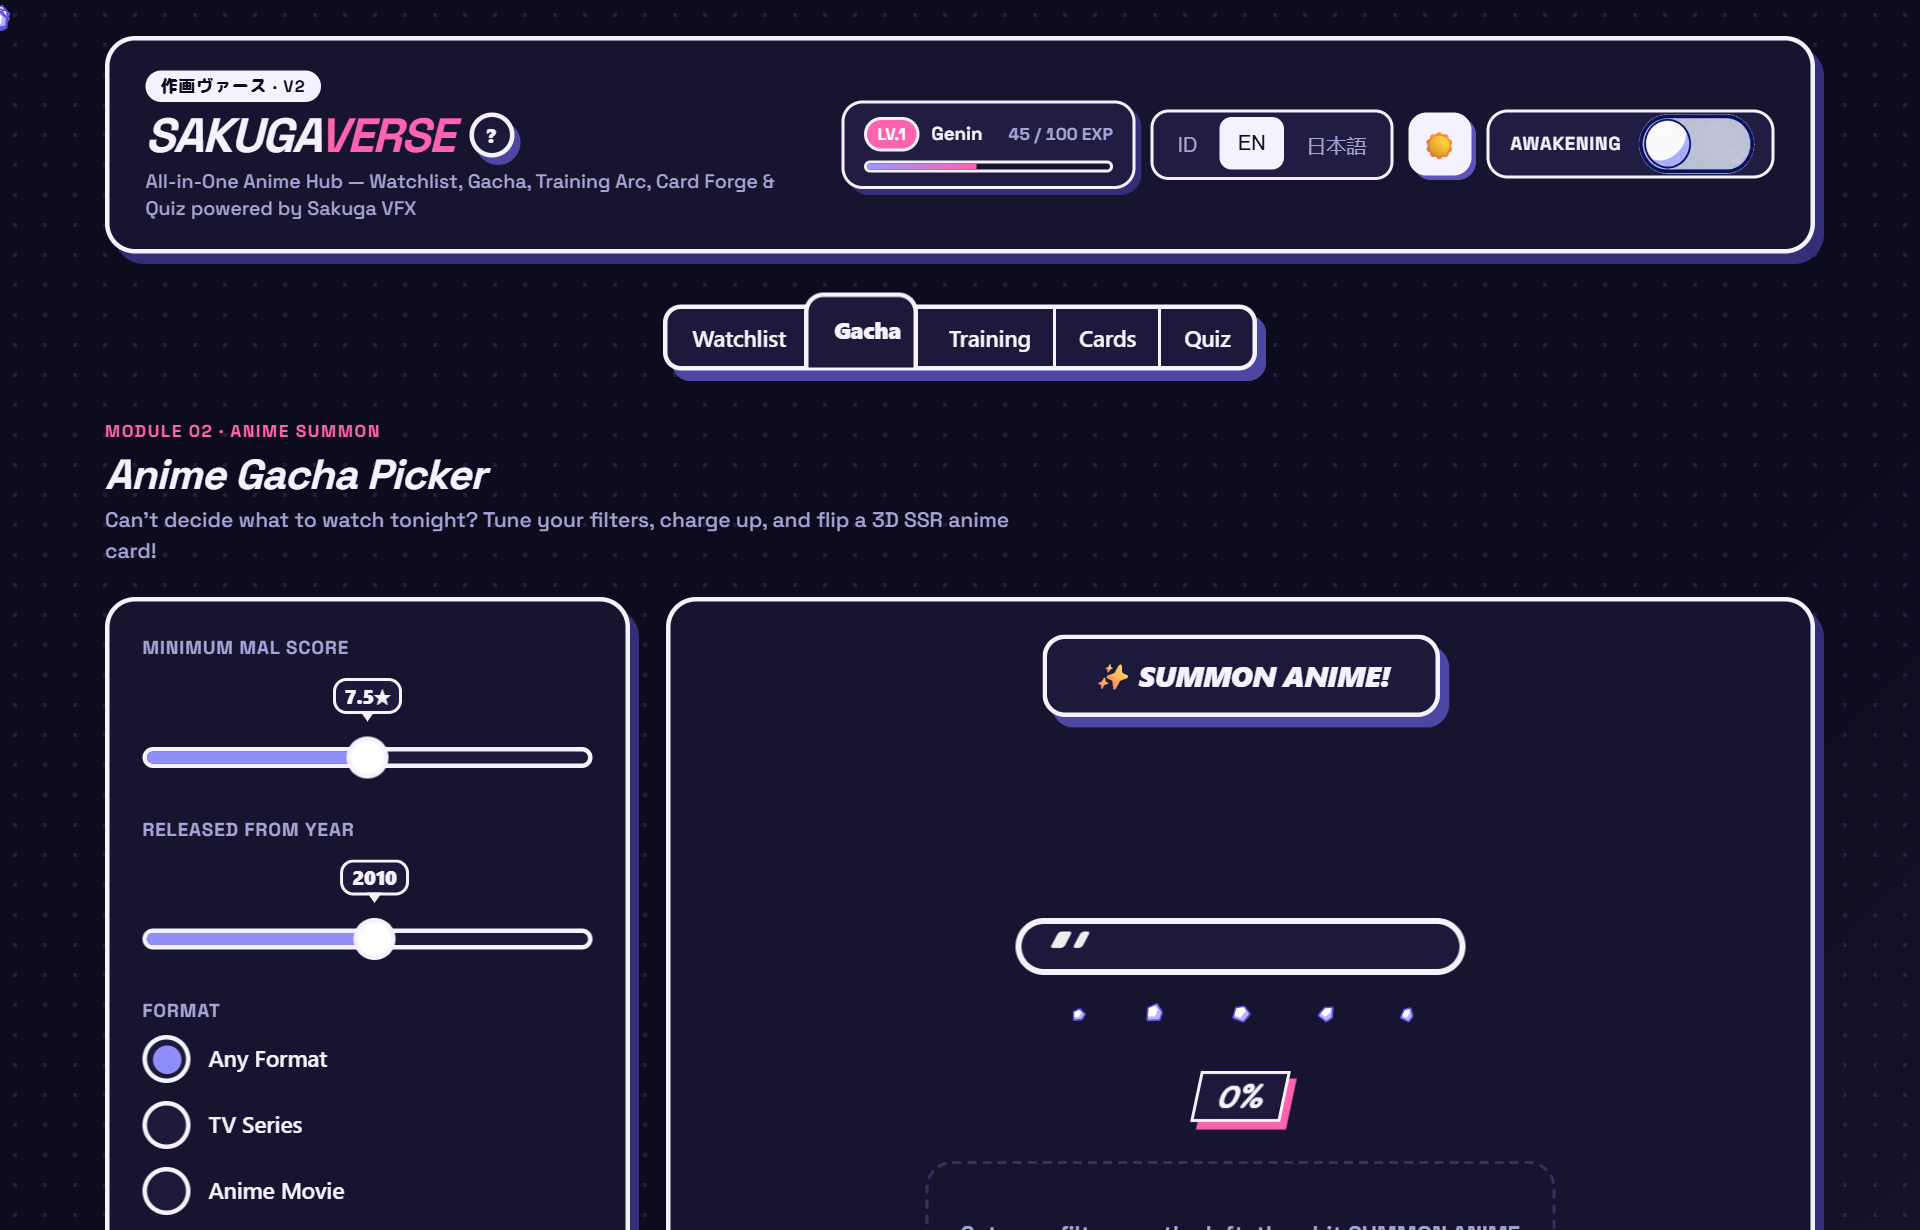 作画ヴァース · V2
SAKUGAVERSE ?
All-in-One Anime Hub — Watchlist, Gacha, Training Arc, Card Forge &
Quiz powered by Sakuga VFX
LV.1 Genin 45 / 100 EXP
ID EN 日本語
AWAKENING
Watchlist Gacha Training Cards Quiz
MODULE 02 · ANIME SUMMON
Anime Gacha Picker
Can't decide what to watch tonight? Tune your filters, charge up, and flip a 3D SSR anime
card!
MINIMUM MAL SCORE
7.5★
RELEASED FROM YEAR
2010
FORMAT
Any Format
TV Series
Anime Movie
✨ SUMMON ANIME!
0%